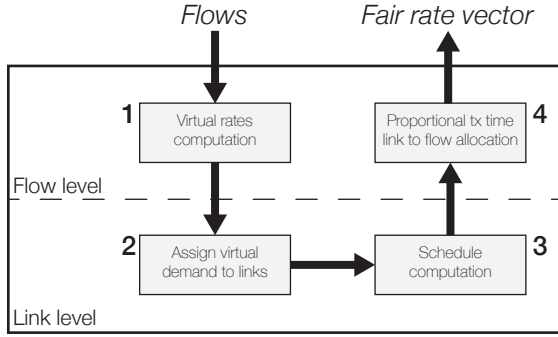 Flows
Fair rate vector
1
Virtual rates
computation
Proportional tx time
link to flow allocation
4
Flow level
2
Assign virtual
demand to links
Schedule
computation
3
Link level